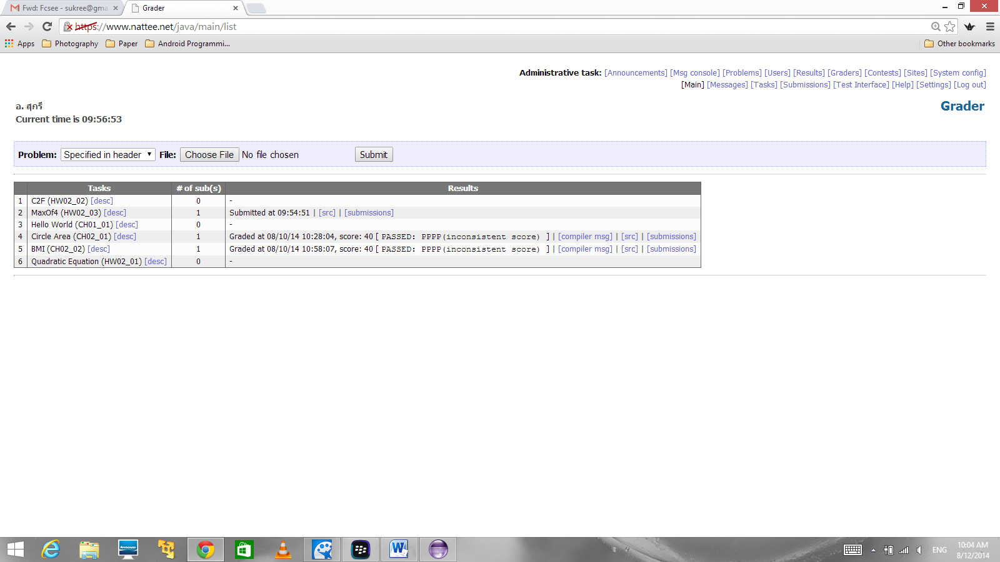 Fwd: Fcsee - sukree@gma
Grader
https://www.nattee.net/java/main/list
Apps Photography Paper Android Programmi... Other bookmarks
Administrative task: [Announcements] [Msg console] [Problems] [Users] [Results] [Graders] [Contests] [Sites] [System config]
[Main] [Messages] [Tasks] [Submissions] [Test Interface] [Help] [Settings] [Log out]
อ. สุกรี
Grader
Current time is 09:56:53
Problem: Specified in header File: Choose File No file chosen Submit
Tasks # of sub(s) Results
1 C2F (HW02_02) [desc] 0 -
2 MaxOf4 (HW02_03) [desc] 1 Submitted at 09:54:51 | [src] | [submissions]
3 Hello World (CH01_01) [desc] 0 -
4 Circle Area (CH02_01) [desc] 1 Graded at 08/10/14 10:28:04, score: 40 [ PASSED: PPPP(inconsistent score) ] | [compiler msg] | [src] | [submissions]
5 BMI (CH02_02) [desc] 1 Graded at 08/10/14 10:58:07, score: 40 [ PASSED: PPPP(inconsistent score) ] | [compiler msg] | [src] | [submissions]
6 Quadratic Equation (HW02_01) [desc] 0 -
lenovo
ENG
10:04 AM
8/12/2014